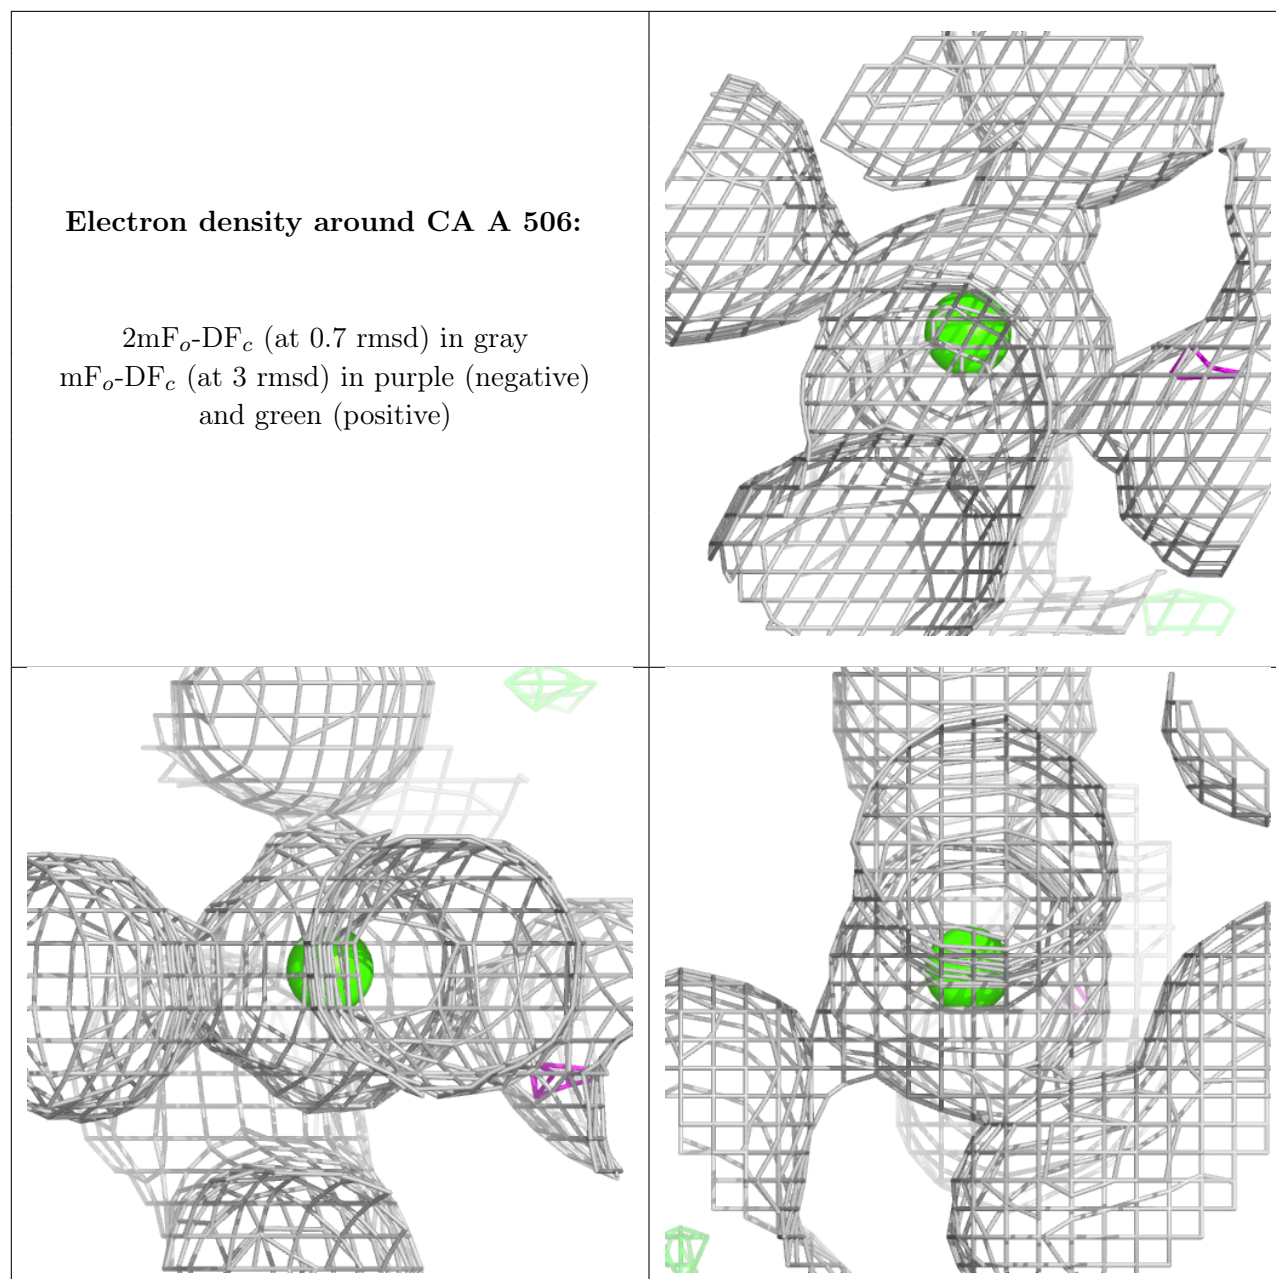 Electron density around CA A 506:
2mFo-DFc (at 0.7 rmsd) in gray
mFo-DFc (at 3 rmsd) in purple (negative)
and green (positive)